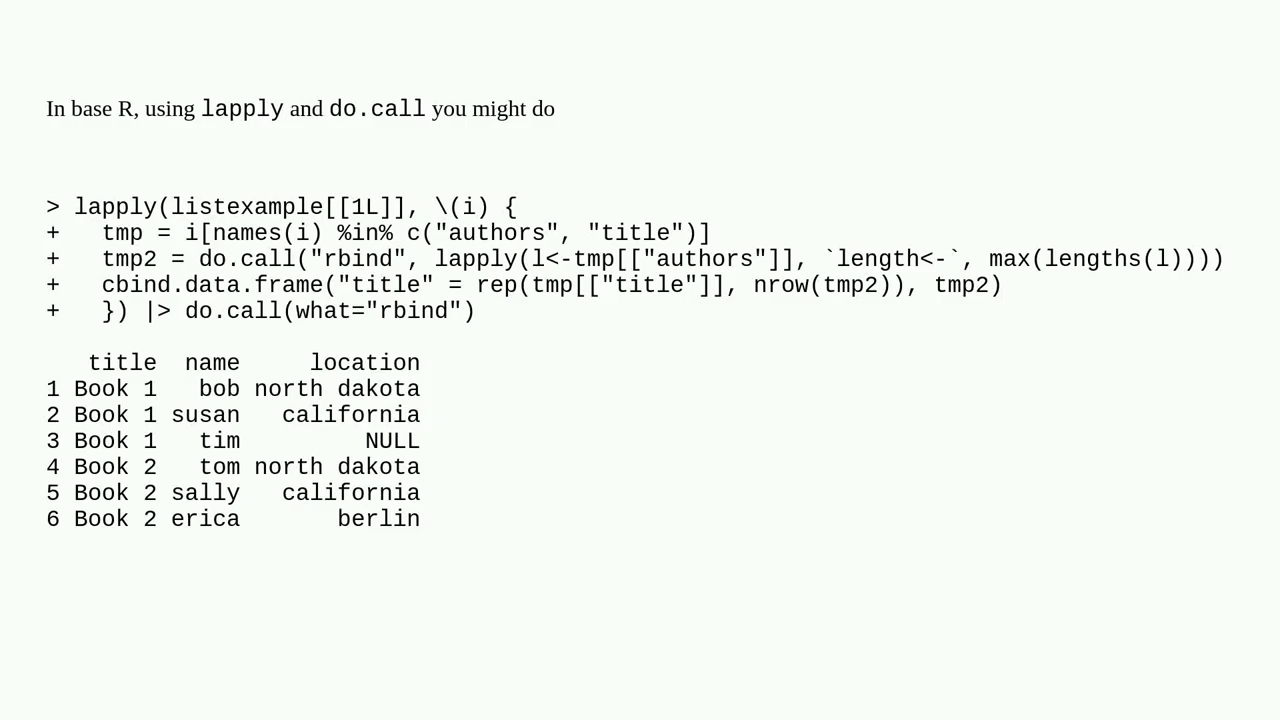 In base R, using lapply and do.call you might do
> lapply(listexample[[1L]], \(i) {
+   tmp = i[names(i) %in% c("authors", "title")]
+   tmp2 = do.call("rbind", lapply(l<-tmp[["authors"]], `length<-`, max(lengths(l))))
+   cbind.data.frame("title" = rep(tmp[["title"]], nrow(tmp2)), tmp2)
+   }) |> do.call(what="rbind")
   title  name     location
1 Book 1   bob north dakota
2 Book 1 susan   california
3 Book 1   tim         NULL
4 Book 2   tom north dakota
5 Book 2 sally   california
6 Book 2 erica       berlin